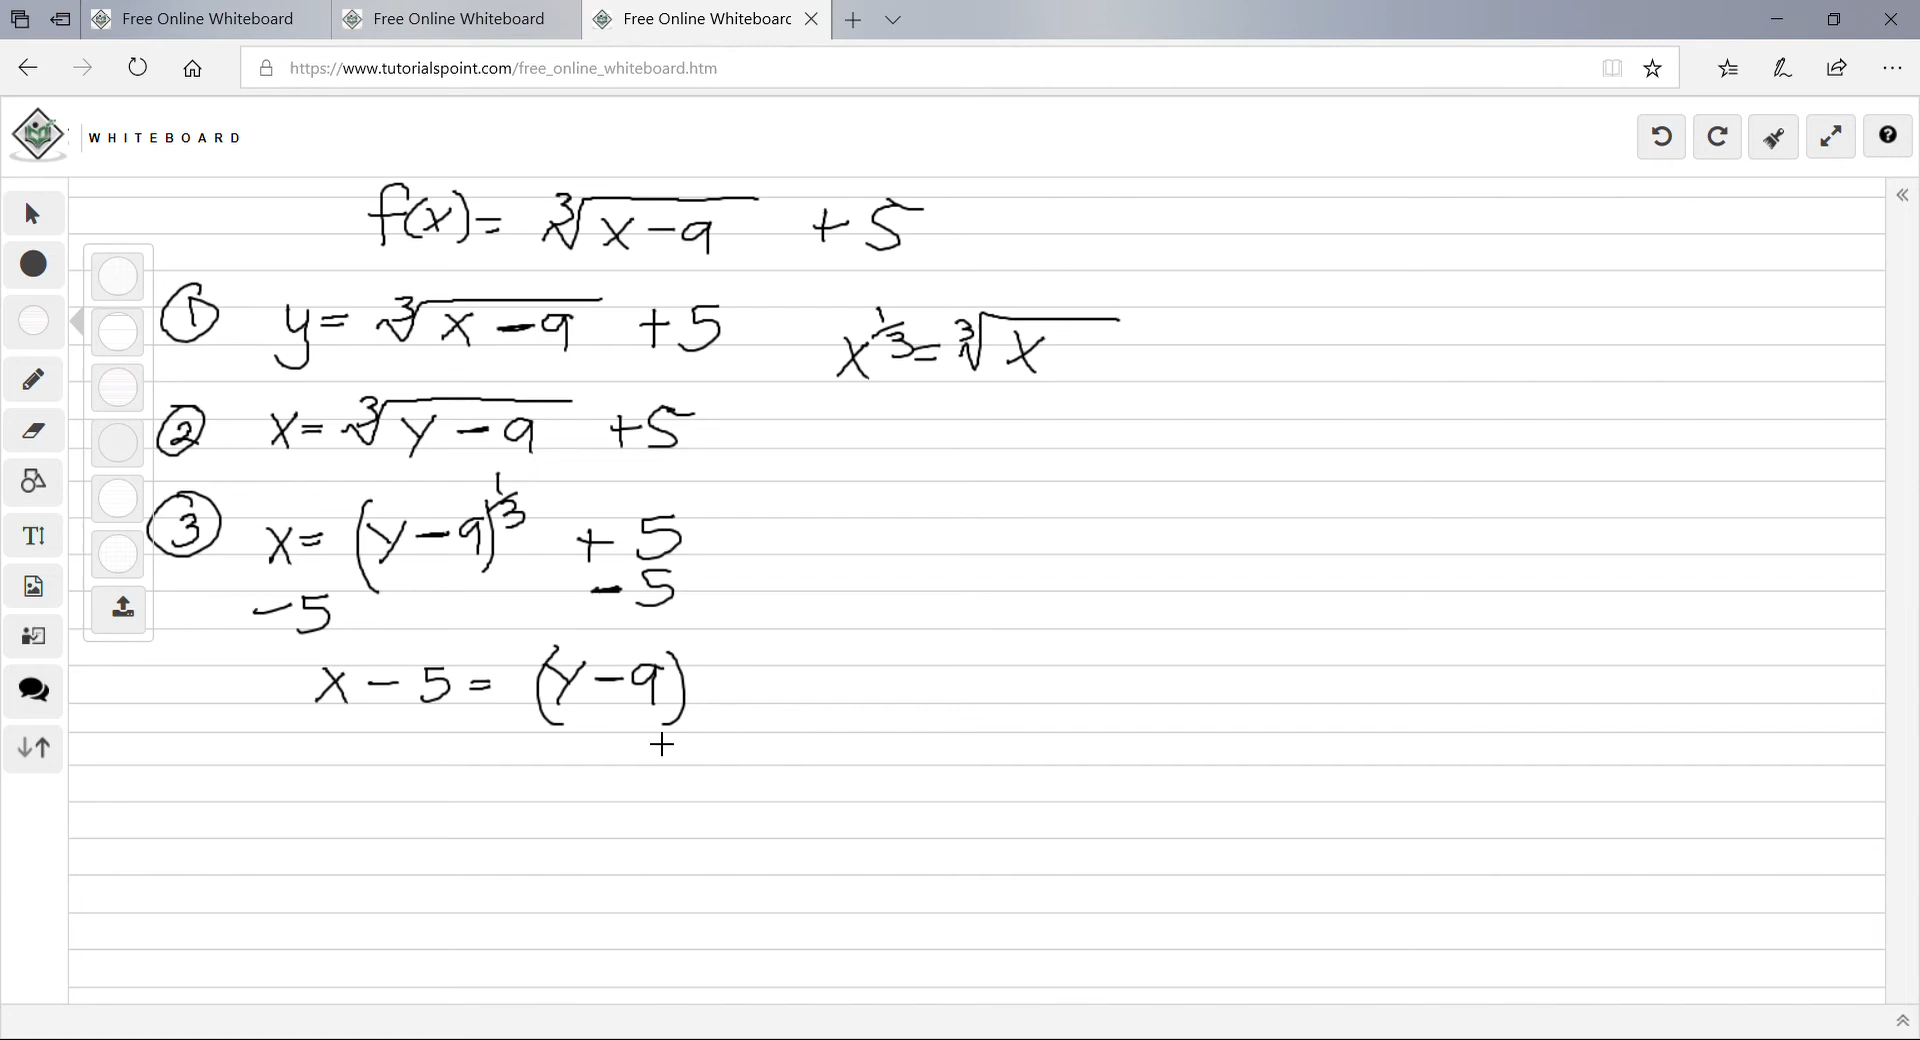 Free Online Whiteboard
Free Online Whiteboard
Free Online Whiteboard
https://www.tutorialspoint.com/free_online_whiteboard.htm
WHITEBOARD
f(x) = ∛(x - 9) + 5
① y = ∛(x - 9) + 5
x^(1/3) = ∛x
② x = ∛(y - 9) + 5
③ x = (y - 9)^(1/3) + 5
- 5 - 5
x - 5 = (y - 9)